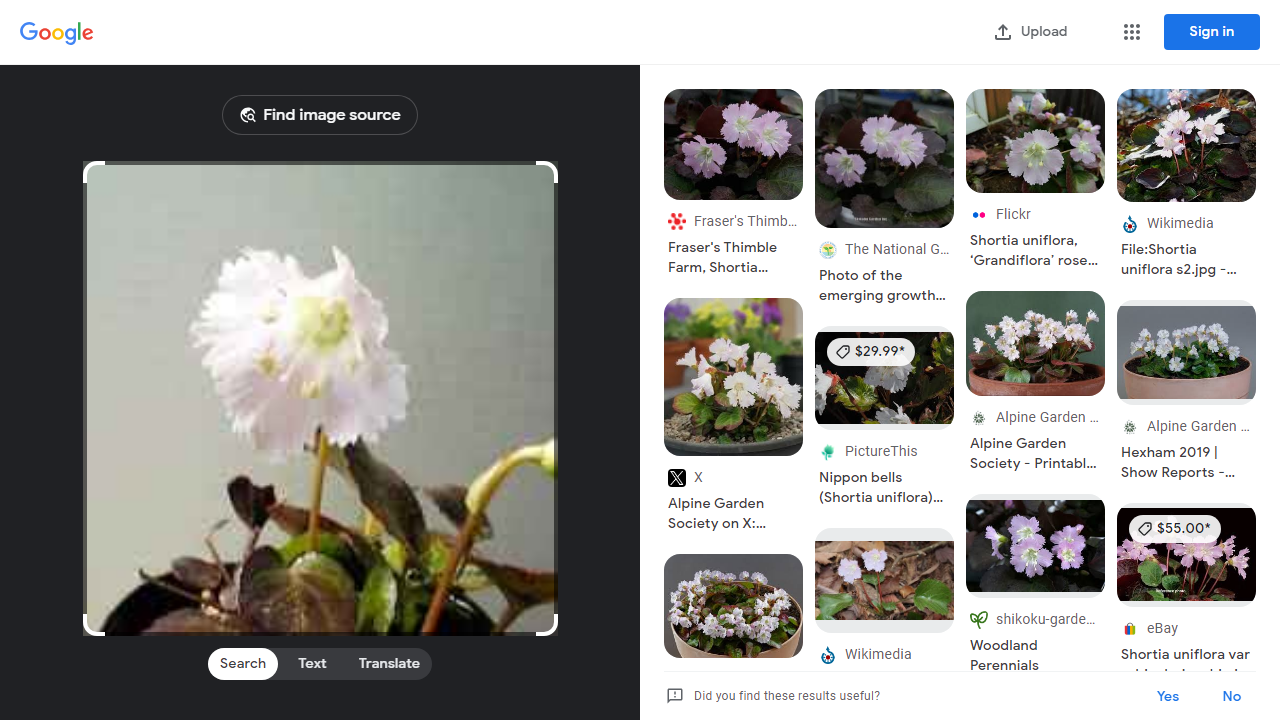 Google
Upload
Sign in
Find image source
Search
Text
Translate
Fraser's Thimb...
Fraser's Thimble
Farm, Shortia...
The National G...
Photo of the
emerging growth...
Flickr
Shortia uniflora,
‘Grandiflora’ rose...
Wikimedia
File:Shortia
uniflora s2.jpg -...
X
Alpine Garden
Society on X:...
$29.99*
PictureThis
Nippon bells
(Shortia uniflora)...
Alpine Garden ...
Alpine Garden
Society - Printabl...
Alpine Garden ...
Hexham 2019 |
Show Reports -...
Wikimedia
shikoku-garde...
Woodland
Perennials
$55.00*
eBay
Shortia uniflora var
Did you find these results useful?
Yes
No